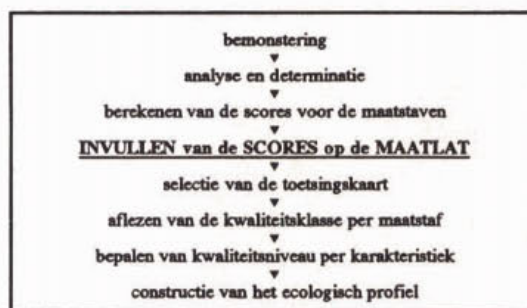 bemonstering
analyse en determinatie
berekenen van de scores voor de maatstaven
INVULLEN van de SCORES op de MAATLAT
selectie van de toetsingskaart
aflezen van de kwaliteitsklasse per maatstaf
bepalen van kwaliteitsniveau per karakteristiek
constructie van het ecologisch profiel